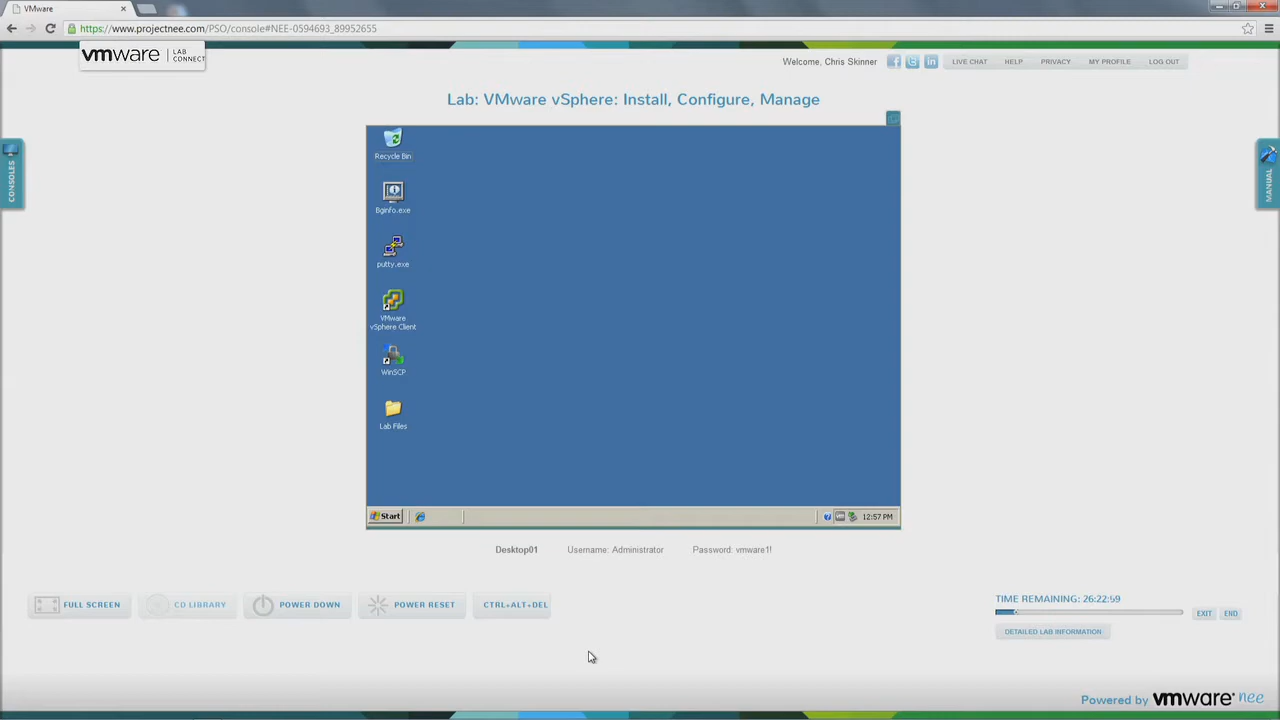 VMware
https://www.projectnee.com/PSO/console#NEE-0594693_89952655
vmware LAB CONNECT
Welcome, Chris Skinner
LIVE CHAT
HELP
PRIVACY
MY PROFILE
LOG OUT
Lab: VMware vSphere: Install, Configure, Manage
CONSOLES
MANUAL
Recycle Bin
Bginfo.exe
putty.exe
VMware
vSphere Client
WinSCP
Lab Files
Start
12:57 PM
Desktop01
Username: Administrator
Password: vmware1!
FULL SCREEN
CD LIBRARY
POWER DOWN
POWER RESET
CTRL+ALT+DEL
TIME REMAINING: 26:22:59
EXIT
END
DETAILED LAB INFORMATION
Powered by vmware nee